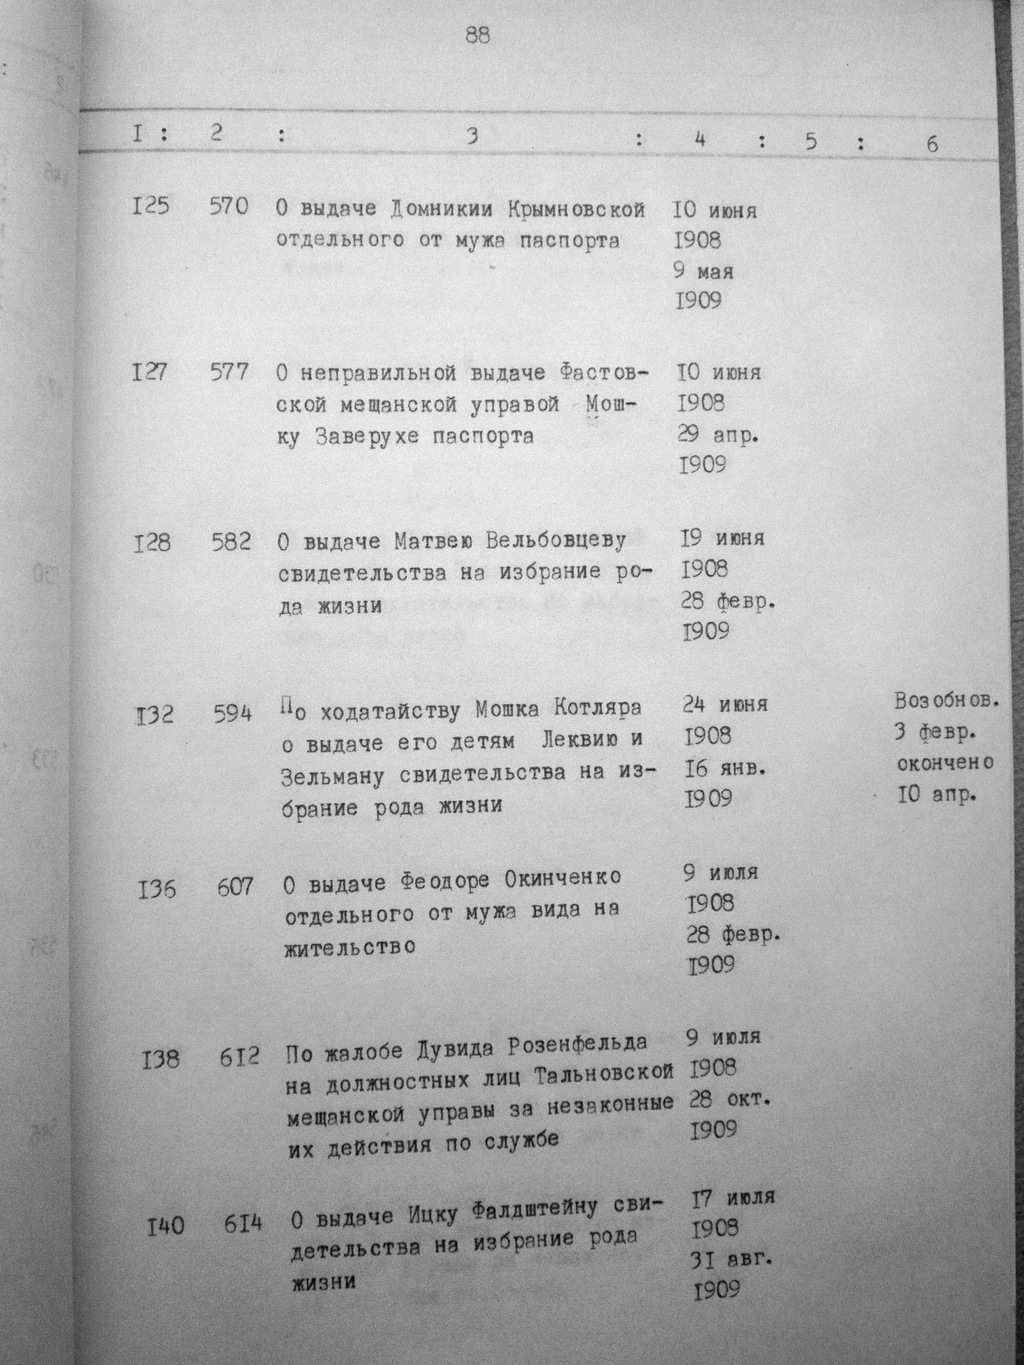 88
I : 2 : 3 : 4 : 5 : 6
I25 570 О выдаче Домникии Крымновской I0 июня
отдельного от мужа паспорта I908
9 мая
I909
I27 577 О неправильной выдаче Фастов- I0 июня
ской мещанской управой Мош- I908
ку Заверухе паспорта 29 апр.
I909
I28 582 О выдаче Матвею Вельбовцеву I9 июня
свидетельства на избрание ро- I908
да жизни 28 февр.
I909
I32 594 По ходатайству Мошка Котляра 24 июня Возобнов.
о выдаче его детям Леквию и I908 3 февр.
Зельману свидетельства на из- I6 янв. окончено
брание рода жизни I909 I0 апр.
I36 607 О выдаче Феодоре Окинченко 9 июля
отдельного от мужа вида на I908
жительство 28 февр.
I909
I38 6I2 По жалобе Дувида Розенфельда 9 июля
на должностных лиц Тальновской I908
мещанской управы за незаконные 28 окт.
их действия по службе I909
I40 6I4 О выдаче Ицку Фалдштейну сви- I7 июля
детельства на избрание рода I908
жизни 3I авг.
I909